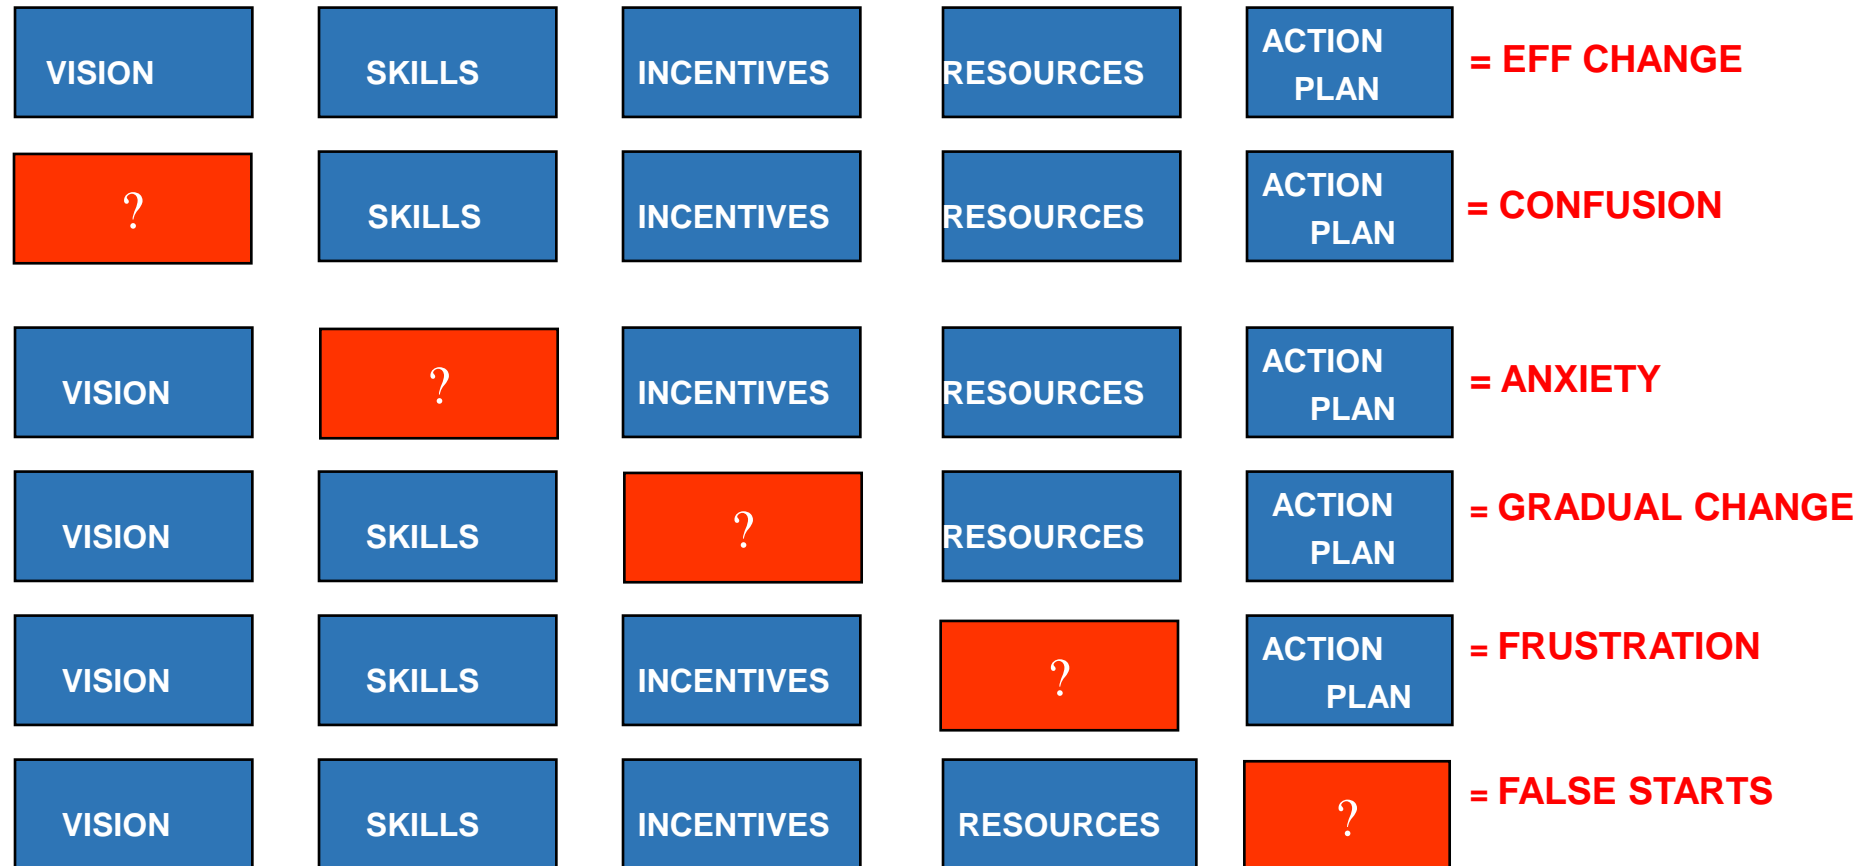 VISION SKILLS INCENTIVES RESOURCES ACTION PLAN = EFF CHANGE
? SKILLS INCENTIVES RESOURCES ACTION PLAN = CONFUSION
VISION ? INCENTIVES RESOURCES ACTION PLAN = ANXIETY
VISION SKILLS ? RESOURCES ACTION PLAN = GRADUAL CHANGE
VISION SKILLS INCENTIVES ? ACTION PLAN = FRUSTRATION
VISION SKILLS INCENTIVES RESOURCES ? = FALSE STARTS